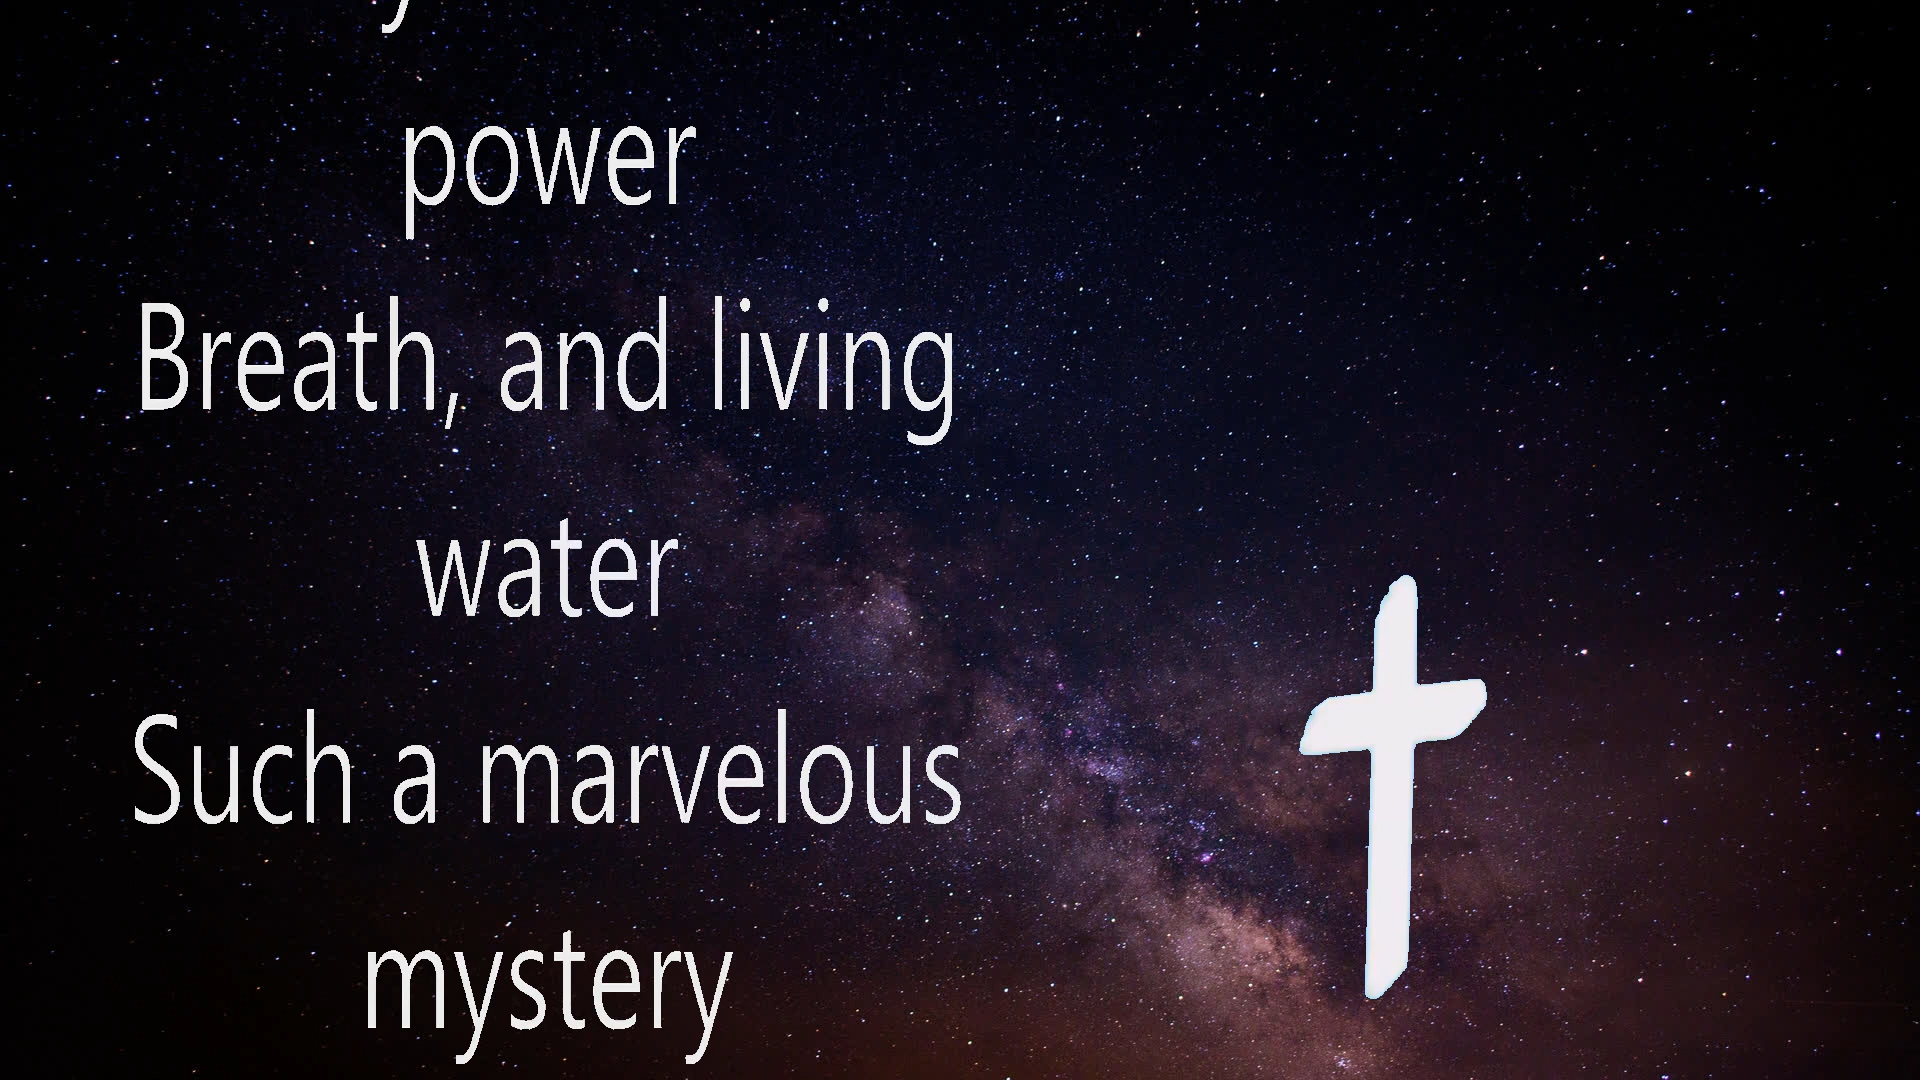 power
Breath, and living
water
Such a marvelous
mystery